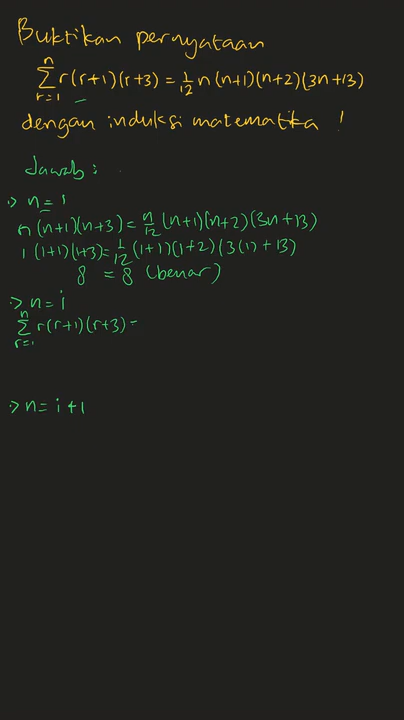 Buktikan pernyataan
n∑r=1 r(r+1)(r+3) = 1/12 n(n+1)(n+2)(3n+13)
dengan induksi matematika !
Jawab :
:> n = 1
n(n+1)(n+3) = n/12 (n+1)(n+2)(3n+13)
1(1+1)(1+3) = 1/12 (1+1)(1+2)(3(1)+13)
8 = 8 (benar)
:> n = i
n∑r=1 r(r+1)(r+3) =
:> n = i + 1